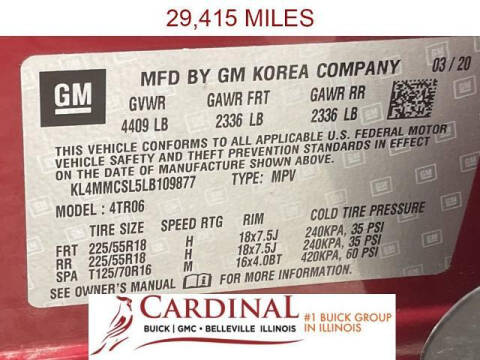 29,415 MILES
GM
MFD BY GM KOREA COMPANY
03/20
GVWR GAWR FRT GAWR RR
4409 LB 2336 LB 2336 LB
THIS VEHICLE CONFORMS TO ALL APPLICABLE U.S. FEDERAL MOTOR
VEHICLE SAFETY AND THEFT PREVENTION STANDARDS IN EFFECT
ON THE DATE OF MANUFACTURE SHOWN ABOVE.
KL4MMCSL5LB109877 TYPE: MPV
MODEL: 4TR06
TIRE SIZE SPEED RTG RIM COLD TIRE PRESSURE
FRT 225/55R18 H 18x7.5J 240KPA, 35 PSI
RR 225/55R18 H 18x7.5J 240KPA, 35 PSI
SPA T125/70R16 M 16x4.0BT 420KPA, 60 PSI
SEE OWNER'S MANUAL
CARDINAL
BUICK | GMC • BELLEVILLE ILLINOIS
#1 BUICK GROUP
IN ILLINOIS